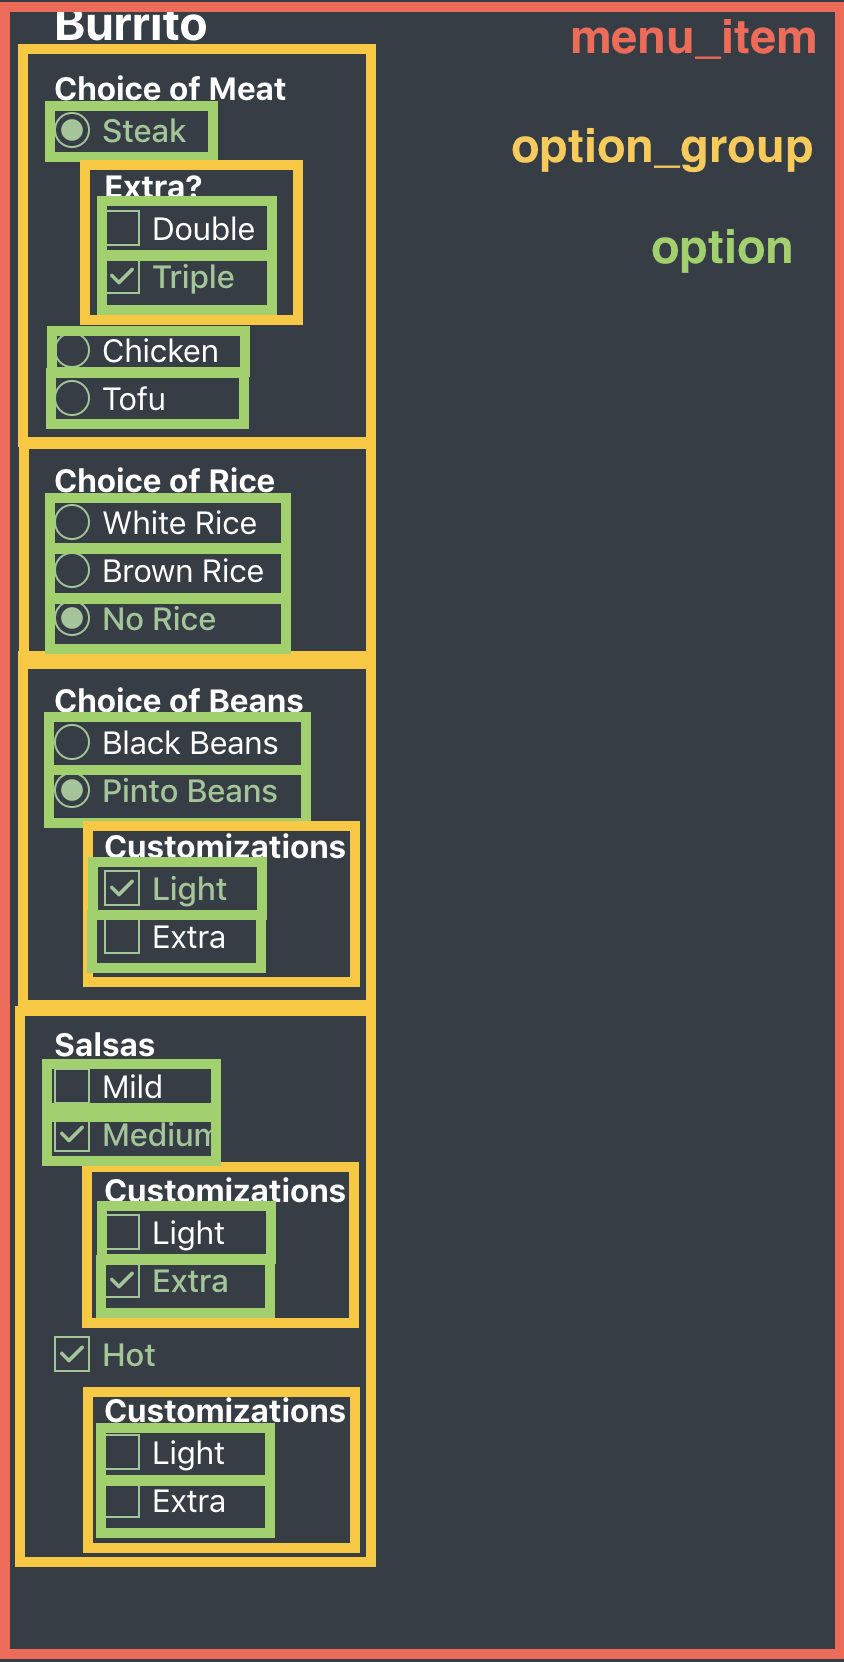 Burrito
menu_item
Choice of Meat
Steak
option_group
Extra?
Double
option
Triple
Chicken
Tofu
Choice of Rice
White Rice
Brown Rice
No Rice
Choice of Beans
Black Beans
Pinto Beans
Customizations
Light
Extra
Salsas
Mild
Medium
Customizations
Light
Extra
Hot
Customizations
Light
Extra